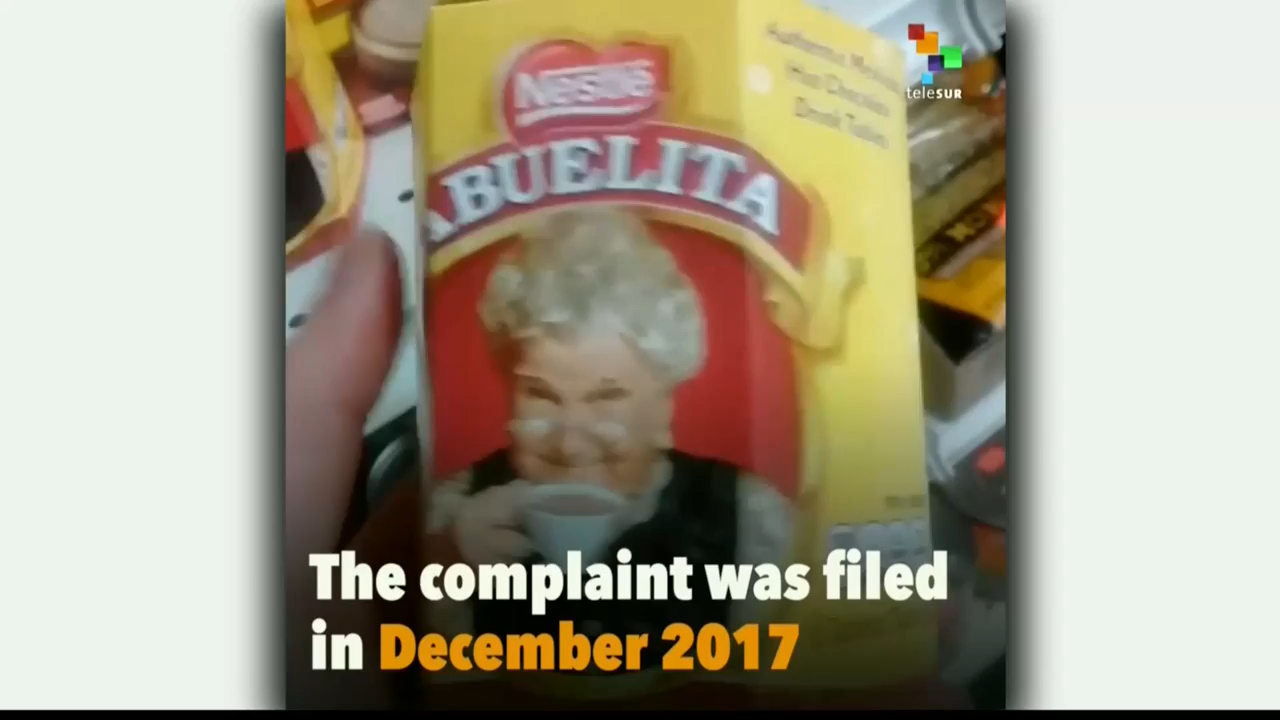 teleSUR
Nestlé
ABUELITA
The complaint was filed
in December 2017